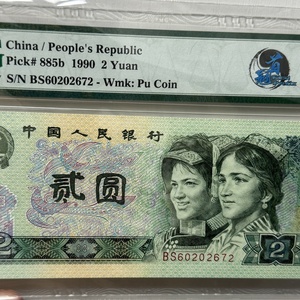 China / People's Republic
Pick# 885b 1990 2 Yuan
S/N BS60202672 - Wmk: Pu Coin
中国人民银行
贰圆
BS60202672
2
2